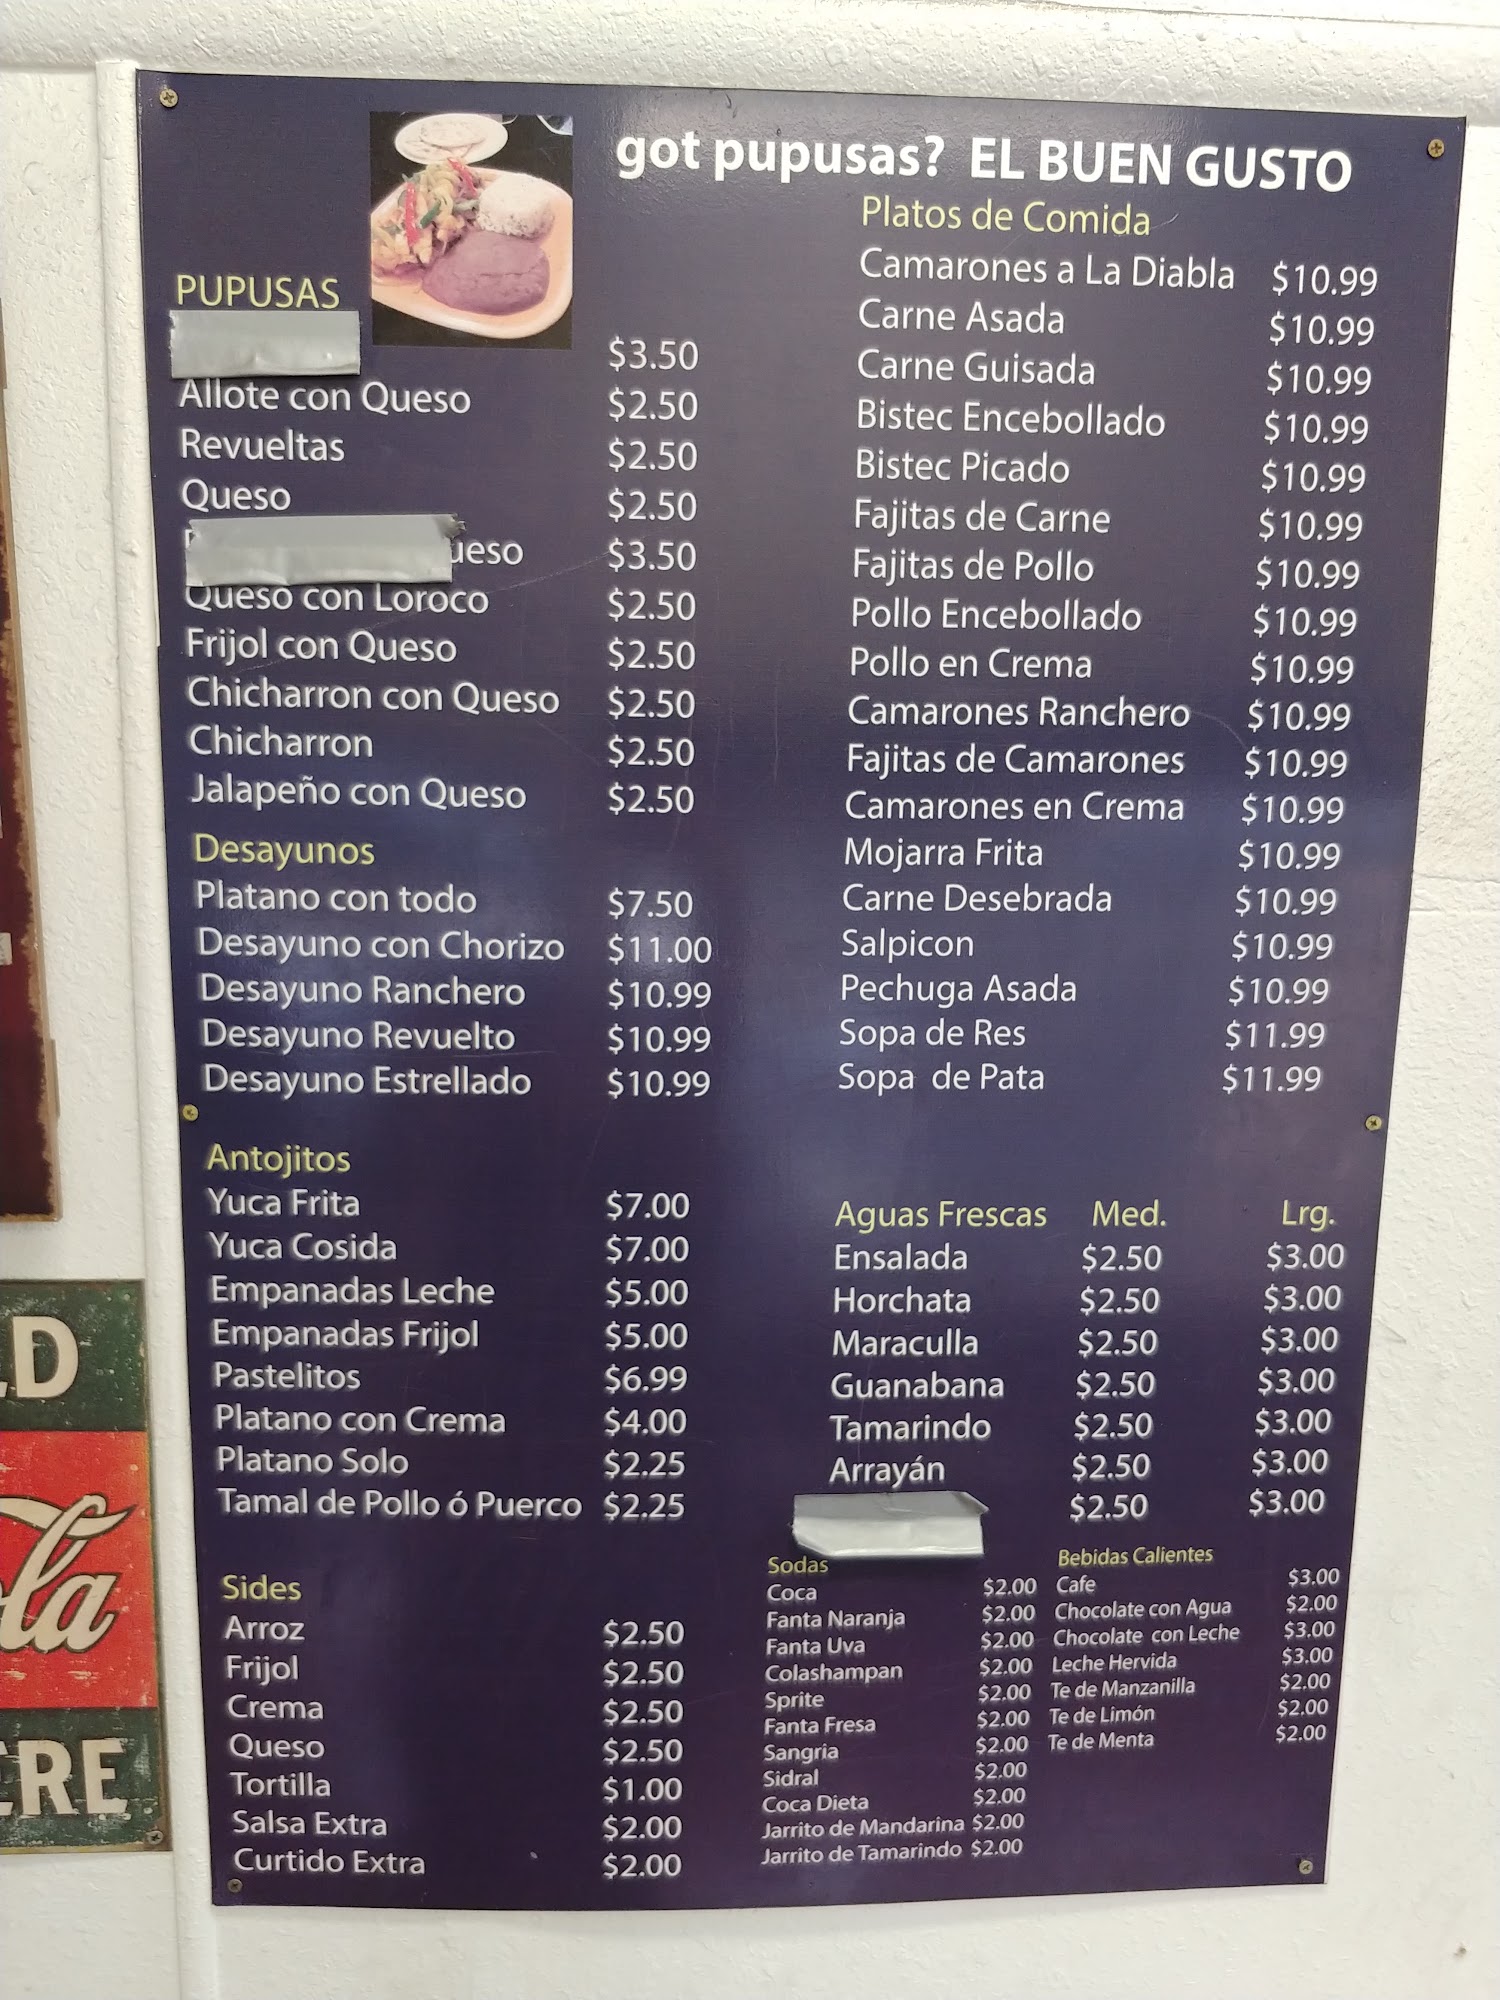 got pupusas? EL BUEN GUSTO
PUPUSAS
$3.50
Allote con Queso $2.50
Revueltas $2.50
Queso $2.50
ueso $3.50
Queso con Loroco $2.50
Frijol con Queso $2.50
Chicharron con Queso $2.50
Chicharron $2.50
Jalapeño con Queso $2.50
Desayunos
Platano con todo $7.50
Desayuno con Chorizo $11.00
Desayuno Ranchero $10.99
Desayuno Revuelto $10.99
Desayuno Estrellado $10.99
Antojitos
Yuca Frita $7.00
Yuca Cosida $7.00
Empanadas Leche $5.00
Empanadas Frijol $5.00
Pastelitos $6.99
Platano con Crema $4.00
Platano Solo $2.25
Tamal de Pollo ó Puerco $2.25
Sides
Arroz $2.50
Frijol $2.50
Crema $2.50
Queso $2.50
Tortilla $1.00
Salsa Extra $2.00
Curtido Extra $2.00
Platos de Comida
Camarones a La Diabla $10.99
Carne Asada $10.99
Carne Guisada $10.99
Bistec Encebollado $10.99
Bistec Picado $10.99
Fajitas de Carne $10.99
Fajitas de Pollo $10.99
Pollo Encebollado $10.99
Pollo en Crema $10.99
Camarones Ranchero $10.99
Fajitas de Camarones $10.99
Camarones en Crema $10.99
Mojarra Frita $10.99
Carne Desebrada $10.99
Salpicon $10.99
Pechuga Asada $10.99
Sopa de Res $11.99
Sopa de Pata $11.99
Aguas Frescas Med. Lrg.
Ensalada $2.50 $3.00
Horchata $2.50 $3.00
Maraculla $2.50 $3.00
Guanabana $2.50 $3.00
Tamarindo $2.50 $3.00
Arrayán $2.50 $3.00
$2.50 $3.00
Sodas
Coca $2.00
Fanta Naranja $2.00
Fanta Uva $2.00
Colashampan $2.00
Sprite $2.00
Fanta Fresa $2.00
Sangria $2.00
Sidral $2.00
Coca Dieta $2.00
Jarrito de Mandarina $2.00
Jarrito de Tamarindo $2.00
Bebidas Calientes
Cafe $3.00
Chocolate con Agua $2.00
Chocolate con Leche $3.00
Leche Hervida $3.00
Te de Manzanilla $2.00
Te de Limón $2.00
Te de Menta $2.00
LD
la
ERE